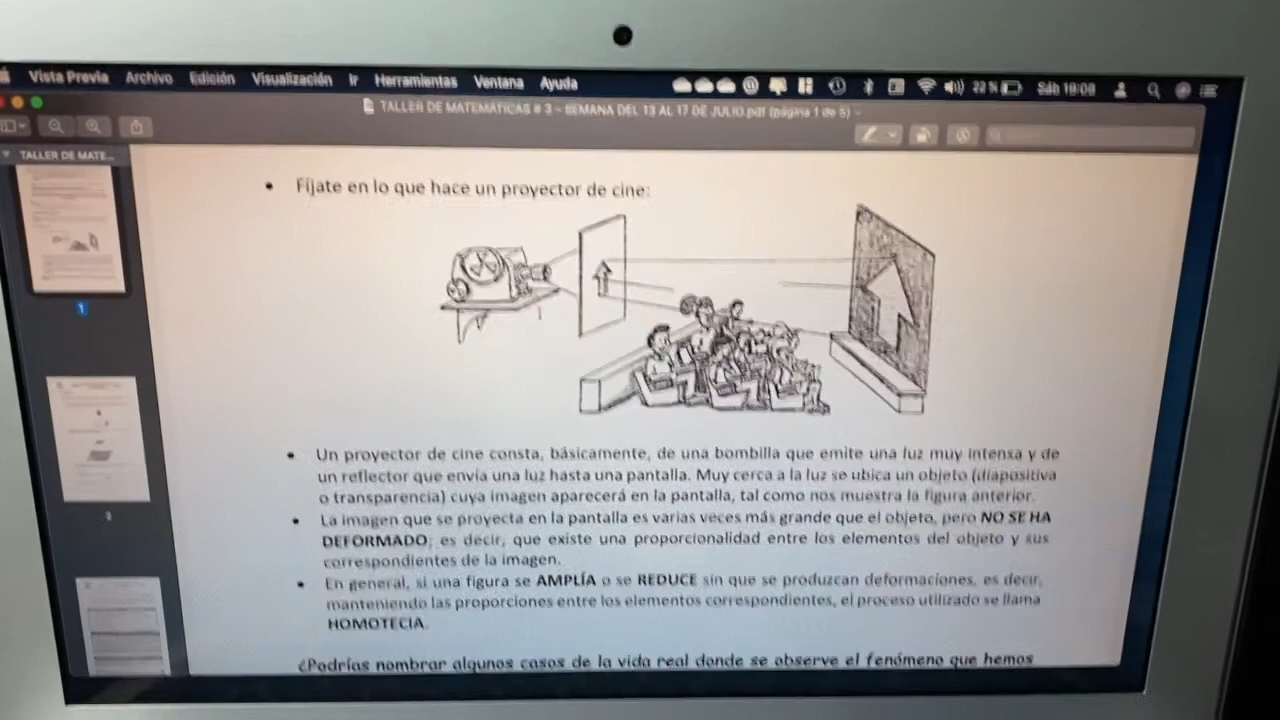 Vista Previa Archivo Edición Visualización Ir Herramientas Ventana Ayuda 22 % Sáb
TALLER DE MATEMÁTICAS # 3 - SEMANA DEL 13 AL 17 DE JULIO.pdf (página 1 de 5)
TALLER DE MATE...
1
Fíjate en lo que hace un proyector de cine:
Un proyector de cine consta, básicamente, de una bombilla que emite una luz muy intensa y de
un reflector que envía una luz hasta una pantalla. Muy cerca a la luz se ubica un objeto (diapositiva
o transparencia) cuya imagen aparecerá en la pantalla, tal como nos muestra la figura anterior.
La imagen que se proyecta en la pantalla es varias veces más grande que el objeto, pero NO SE HA
DEFORMADO; es decir, que existe una proporcionalidad entre los elementos del objeto y sus
correspondientes de la imagen.
En general, si una figura se AMPLÍA o se REDUCE sin que se produzcan deformaciones, es decir,
manteniendo las proporciones entre los elementos correspondientes, el proceso utilizado se llama
HOMOTECIA.
¿Podrías nombrar algunos casos de la vida real donde se observe el fenómeno que hemos